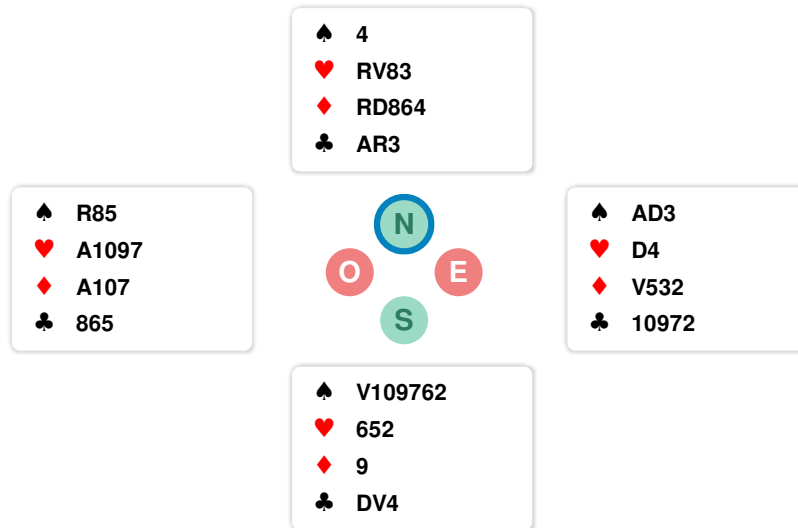 ♠ 4
♥ RV83
♦ RD864
♣ AR3
♠ R85
♥ A1097
♦ A107
♣ 865
N
O E
S
♠ AD3
♥ D4
♦ V532
♣ 10972
♠ V109762
♥ 652
♦ 9
♣ DV4